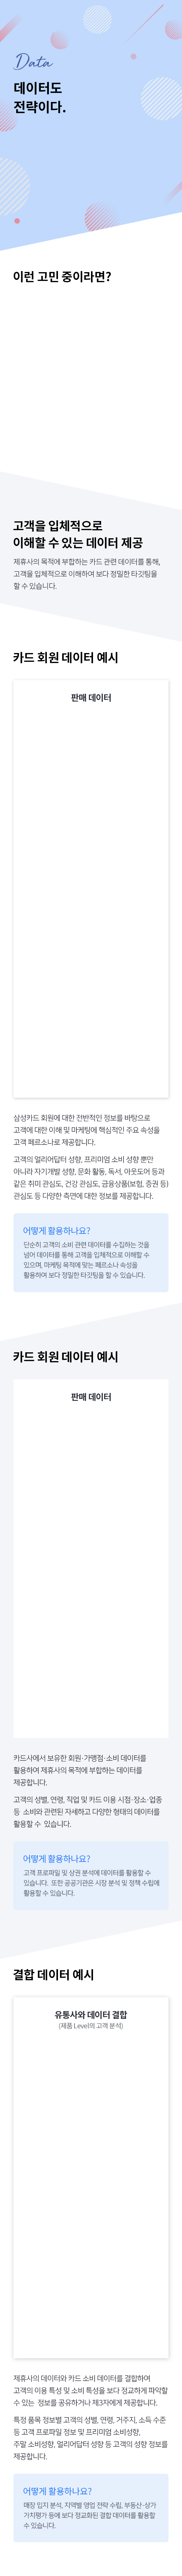 Data
데이터도
전략이다.
이런 고민 중이라면?
고객을 입체적으로
이해할 수 있는 데이터 제공
제휴사의 목적에 부합하는 카드 관련 데이터를 통해,
고객을 입체적으로 이해하여 보다 정밀한 타깃팅을
할 수 있습니다.
카드 회원 데이터 예시
판매 데이터
삼성카드 회원에 대한 전반적인 정보를 바탕으로
고객에 대한 이해 및 마케팅에 핵심적인 주요 속성을
고객 페르소나로 제공합니다.
고객의 얼리어답터 성향, 프리미엄 소비 성향 뿐만
아니라 자기개발 성향, 문화 활동, 독서, 아웃도어 등과
같은 취미 관심도, 건강 관심도, 금융상품(보험, 증권 등)
관심도 등 다양한 측면에 대한 정보를 제공합니다.
어떻게 활용하나요?
단순히 고객의 소비 관련 데이터를 수집하는 것을
넘어 데이터를 통해 고객을 입체적으로 이해할 수
있으며, 마케팅 목적에 맞는 페르소나 속성을
활용하여 보다 정밀한 타깃팅을 할 수 있습니다.
카드 회원 데이터 예시
판매 데이터
카드사에서 보유한 회원·가맹점·소비 데이터를
활용하여 제휴사의 목적에 부합하는 데이터를
제공합니다.
고객의 성별, 연령, 직업 및 카드 이용 시점·장소·업종
등 소비와 관련된 자세하고 다양한 형태의 데이터를
활용할 수 있습니다.
어떻게 활용하나요?
고객 프로파일 및 상권 분석에 데이터를 활용할 수
있습니다. 또한 공공기관은 시장 분석 및 정책 수립에
활용할 수 있습니다.
결합 데이터 예시
유통사와 데이터 결합
(제품 Level의 고객 분석)
제휴사의 데이터와 카드 소비 데이터를 결합하여
고객의 이용 특성 및 소비 특성을 보다 정교하게 파악할
수 있는 정보를 공유하거나 제3자에게 제공합니다.
특정 품목 정보별 고객의 성별, 연령, 거주지, 소득 수준
등 고객 프로파일 정보 및 프리미엄 소비성향,
주말 소비성향, 얼리어답터 성향 등 고객의 성향 정보를
제공합니다.
어떻게 활용하나요?
매장 입지 분석, 지역별 영업 전략 수립, 부동산·상가
가치평가 등에 보다 정교화된 결합 데이터를 활용할
수 있습니다.